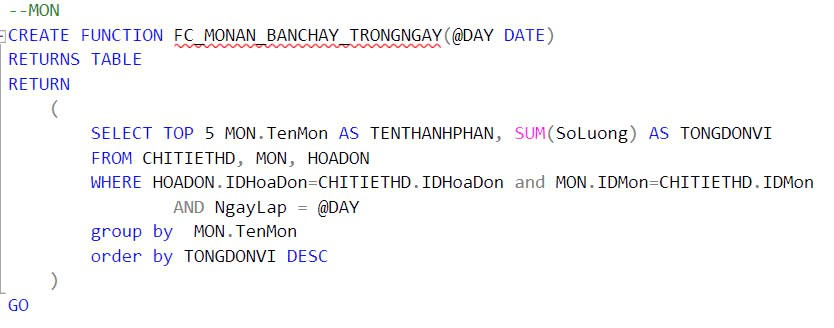 --MON
CREATE FUNCTION FC_MONAN_BANCHAY_TRONGNGAY(@DAY DATE)
RETURNS TABLE
RETURN
(
SELECT TOP 5 MON.TenMon AS TENTHANHPHAN, SUM(SoLuong) AS TONGDONVI
FROM CHITIETHD, MON, HOADON
WHERE HOADON.IDHoaDon=CHITIETHD.IDHoaDon and MON.IDMon=CHITIETHD.IDMon
AND NgayLap = @DAY
group by  MON.TenMon
order by TONGDONVI DESC
)
GO